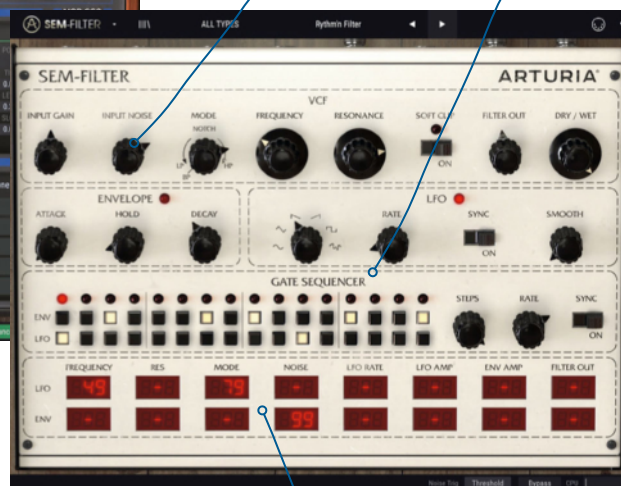 SEM-FILTER
ALL TYPES
Rythmin Filter
SEM-FILTER
ARTURIA
VCF
INPUT GAIN
INPUT NOISE
MODE
FREQUENCY
RESONANCE
SOFT CLIP
FILTER OUT
DRY / WET
NOTCH
LP
HP
BP
ON
ENVELOPE
LFO
ATTACK
HOLD
DECAY
RATE
SYNC
SMOOTH
ON
GATE SEQUENCER
STEPS
RATE
SYNC
ENV
LFO
ON
FREQUENCY
RES
MODE
NOISE
LFO RATE
LFO AMP
ENV AMP
FILTER OUT
LFO
49
-
79
-
-
-
-
-
ENV
-
-
-
99
-
-
-
-
Noise Trig
Threshold
Bypass
CPU